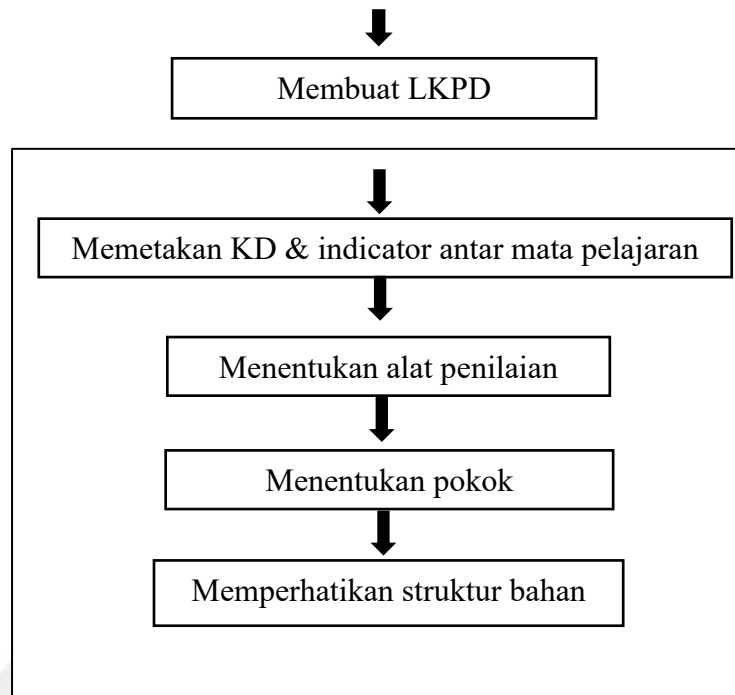 Membuat LKPD
Memetakan KD & indicator antar mata pelajaran
Menentukan alat penilaian
Menentukan pokok
Memperhatikan struktur bahan